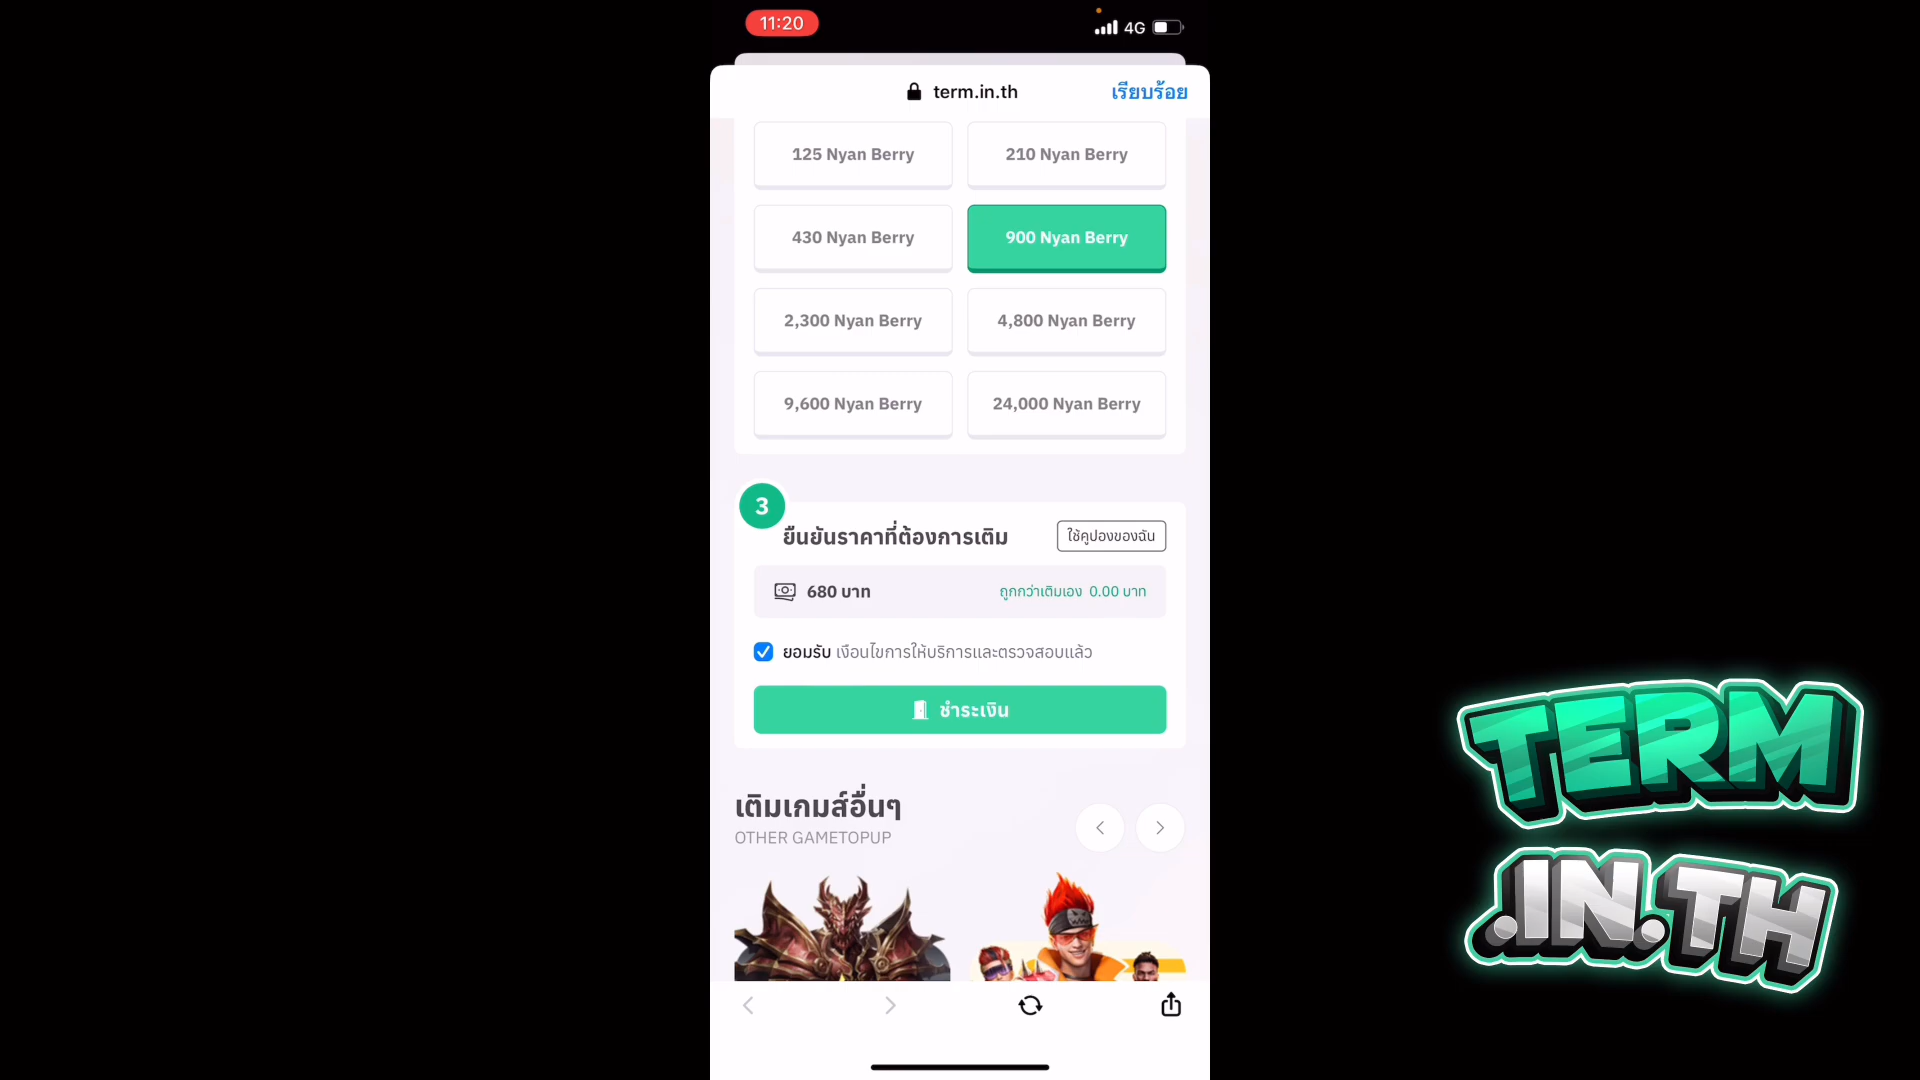 11:20
4G
term.in.th
เรียบร้อย
125 Nyan Berry
210 Nyan Berry
430 Nyan Berry
900 Nyan Berry
2,300 Nyan Berry
4,800 Nyan Berry
9,600 Nyan Berry
24,000 Nyan Berry
3
ยืนยันราคาที่ต้องการเติม
ใช้คูปองของฉัน
680 บาท
ถูกกว่าเติมเอง 0.00 บาท
ยอมรับ เงื่อนไขการให้บริการและตรวจสอบแล้ว
ชำระเงิน
เติมเกมส์อื่นๆ
OTHER GAMETOPUP
TERM
.IN.TH